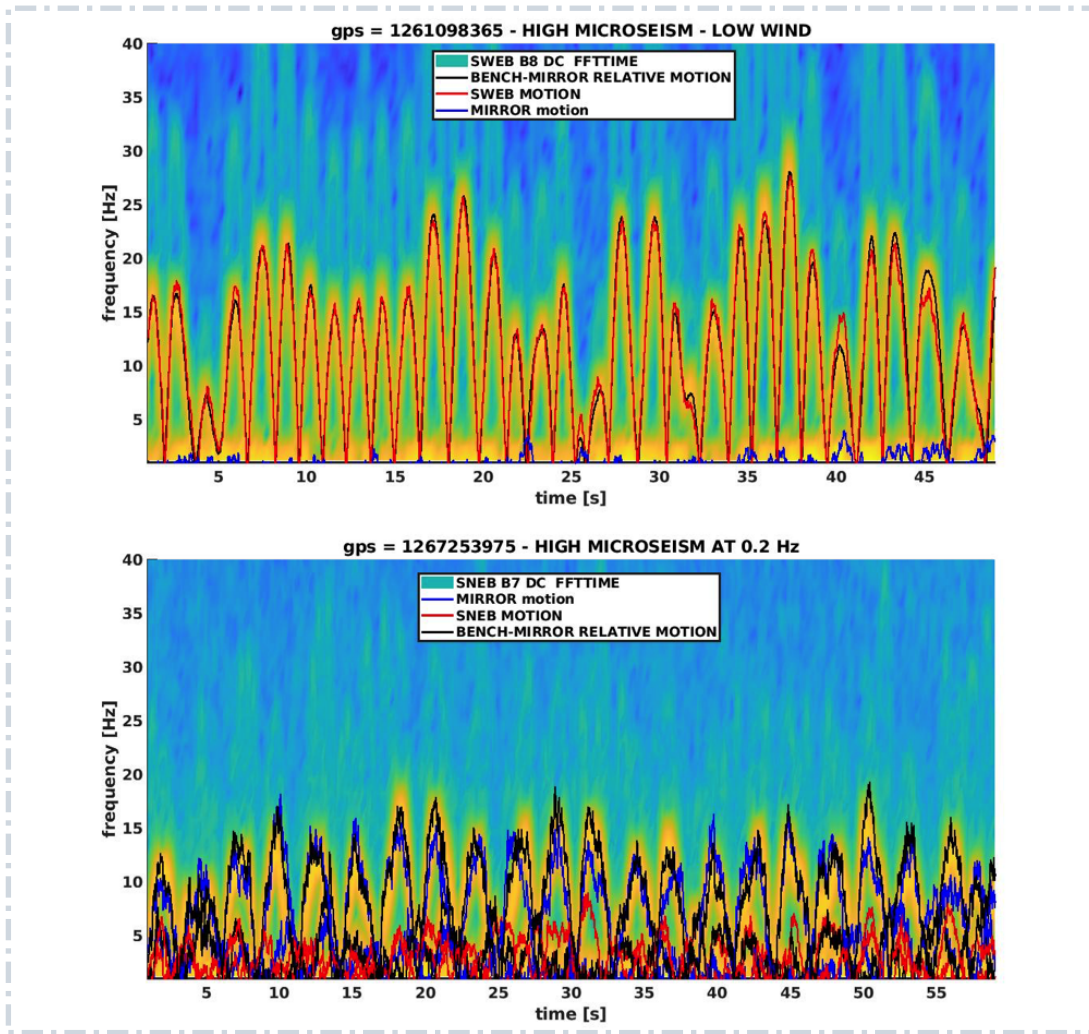 gps = 1261098365 - HIGH MICROSEISM - LOW WIND
SWEB B8 DC  FFTTIME
BENCH-MIRROR RELATIVE MOTION
SWEB MOTION
MIRROR motion
40
35
30
25
20
15
10
5
frequency [Hz]
5 10 15 20 25 30 35 40 45
time [s]
gps = 1267253975 - HIGH MICROSEISM AT 0.2 Hz
SNEB B7 DC  FFTTIME
MIRROR motion
SNEB MOTION
BENCH-MIRROR RELATIVE MOTION
40
35
30
25
20
15
10
5
frequency [Hz]
5 10 15 20 25 30 35 40 45 50 55
time [s]